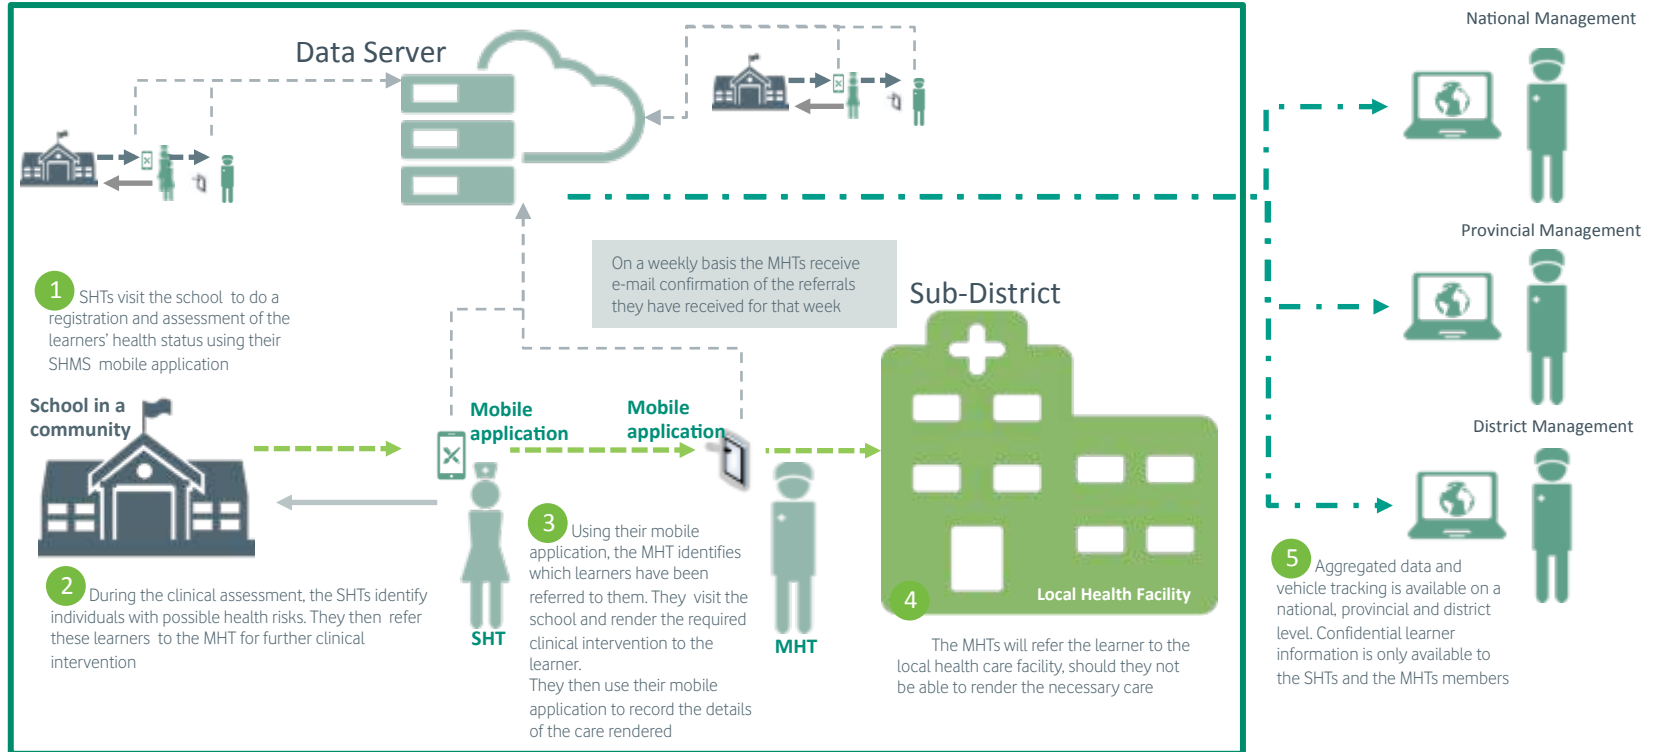 National Management
Data Server
Provincial Management
On a weekly basis the MHTs receive
e-mail confirmation of the referrals
they have received for that week
Sub-District
1 SHTs visit the school to do a
registration and assessment of the
learners' health status using their
SHMS mobile application
School in a
community
Mobile
application
Mobile
application
District Management
2 During the clinical assessment, the SHTs identify
individuals with possible health risks. They then refer
these learners to the MHT for further clinical
intervention
SHT
3 Using their mobile
application, the MHT identifies
which learners have been
referred to them. They visit the
school and render the required
clinical intervention to the
learner.
They then use their mobile
application to record the details
of the care rendered
MHT
Local Health Facility
4
The MHTs will refer the learner to the
local health care facility, should they not
be able to render the necessary care
5 Aggregated data and
vehicle tracking is available on a
national, provincial and district
level. Confidential learner
information is only available to
the SHTs and the MHTs members